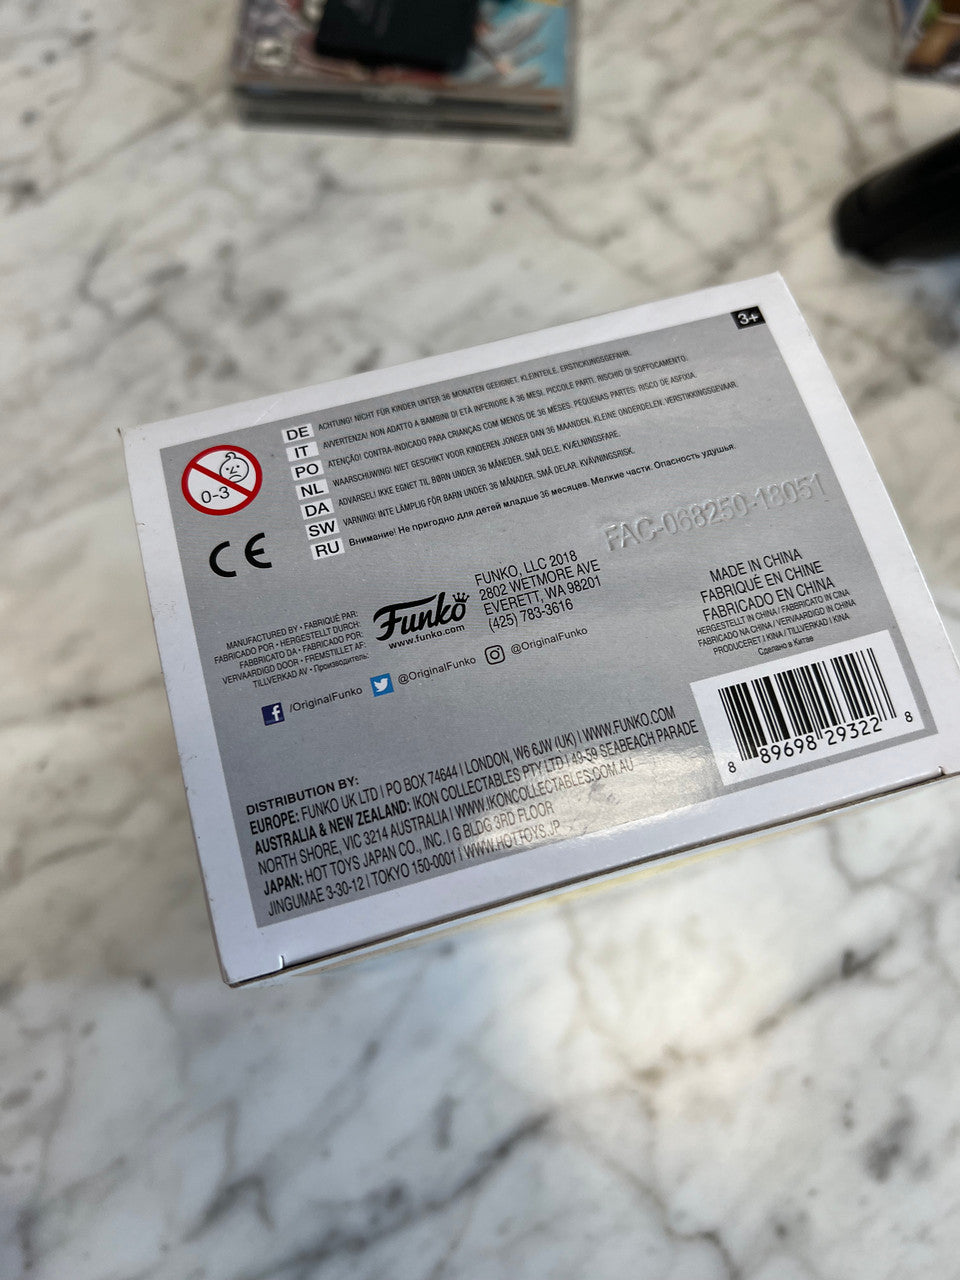 3+
0-3
DE ACHTUNG! NICHT FÜR KINDER UNTER 36 MONATEN GEEIGNET. KLEINTEILE. ERSTICKUNGSGEFAHR.
IT AVVERTENZA! NON ADATTO A BAMBINI DI ETÀ INFERIORE A 36 MESI. PICCOLE PARTI. RISCHIO DI SOFFOCAMENTO.
PO ATENÇÃO! CONTRA-INDICADO PARA CRIANÇAS COM MENOS DE 36 MESES. PEQUENAS PARTES. RISCO DE ASFIXIA.
NL WAARSCHUWING! NIET GESCHIKT VOOR KINDEREN JONGER DAN 36 MAANDEN. KLEINE ONDERDELEN. VERSTIKKINGSGEVAAR.
DA ADVARSEL! IKKE EGNET TIL BØRN UNDER 36 MÅNEDER. SMÅ DELE. KVÆLNINGSFARE.
SW VARNING! INTE LÄMPLIG FÖR BARN UNDER 36 MÅNADER. SMÅ DELAR. KVÄVNINGSRISK.
RU Внимание! Не пригодно для детей младше 36 месяцев. Мелкие части. Опасность удушья
FAC-068250-18051
CE
MANUFACTURED BY • FABRIQUÉ PAR:
FABRICADO POR • HERGESTELLT DURCH:
FABBRICATO DA • FABRICADO POR:
VERVAARDIGD DOOR • FREMSTILLET AF:
TILLVERKAD AV • Производитель:
Funko
www.funko.com
FUNKO, LLC 2018
2802 WETMORE AVE
EVERETT, WA 98201
(425) 783-3616
MADE IN CHINA
FABRIQUÉ EN CHINE
FABRICADO EN CHINA
HERGESTELLT IN CHINA / FABBRICATO IN CINA
FABRICADO NA CHINA / VERVAARDIGD IN CHINA
PRODUCERET I KINA / TILLVERKAD I KINA
Сделано в Китае
/OriginalFunko @OriginalFunko @OriginalFunko
DISTRIBUTION BY:
EUROPE: FUNKO UK LTD | PO BOX 74644 | LONDON, W6 6JW (UK) | WWW.FUNKO.COM
AUSTRALIA & NEW ZEALAND: IKON COLLECTABLES PTY LTD | 49-59 SEABEACH PARADE
NORTH SHORE, VIC 3214 AUSTRALIA | WWW.IKONCOLLECTABLES.COM.AU
JAPAN: HOT TOYS JAPAN CO., INC. | G BLDG 3RD FLOOR
JINGUMAE 3-30-12 | TOKYO 150-0001 | WWW.HOTTOYS.JP
8 89698 29322 8